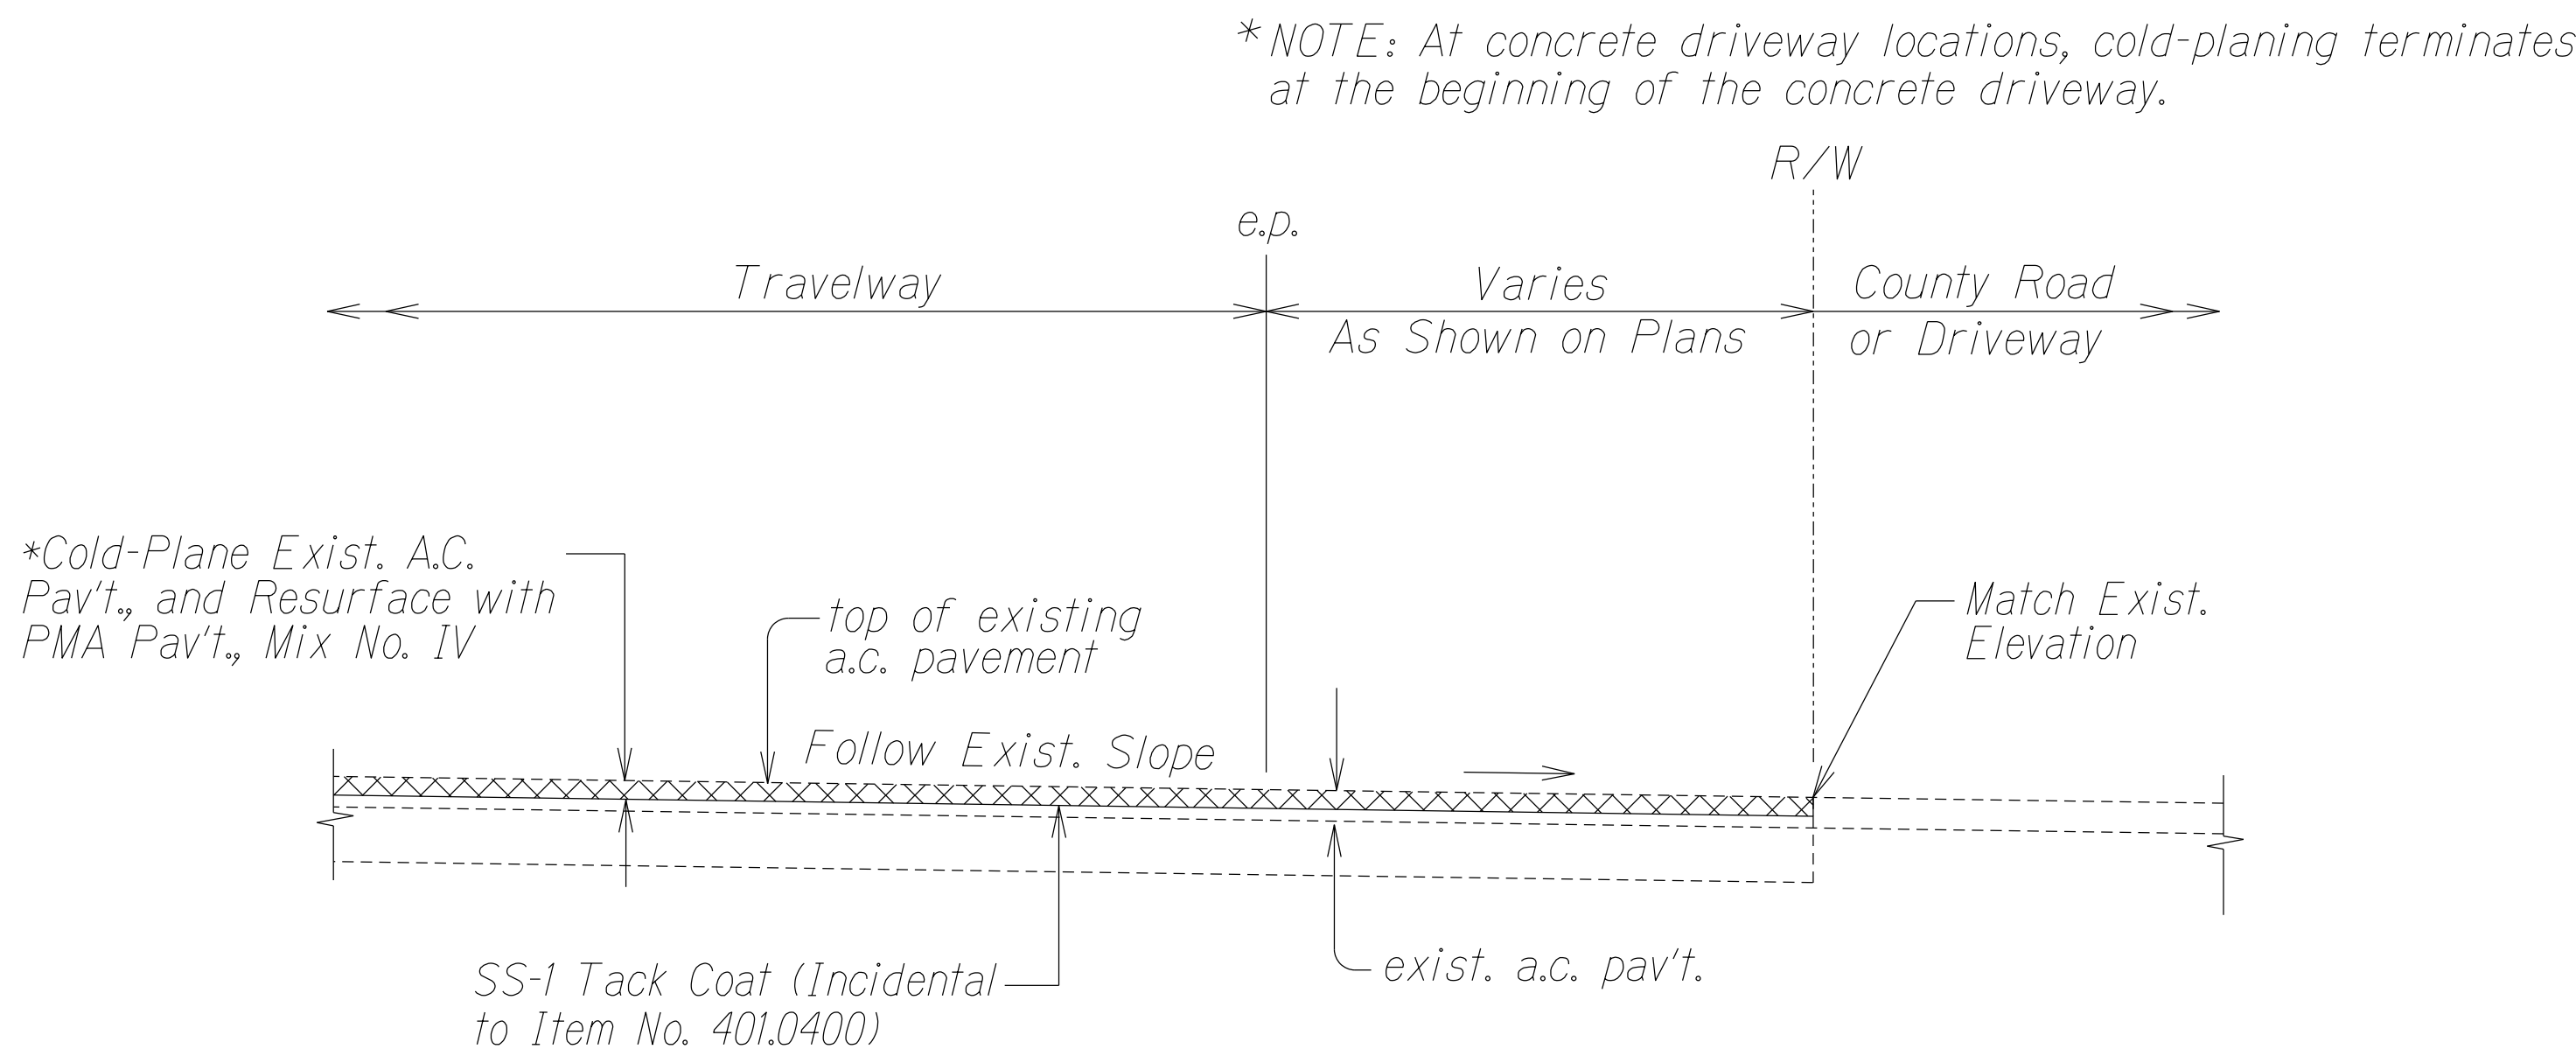 * NOTE: At concrete driveway locations, cold-planing terminates
at the beginning of the concrete driveway.
R/W
e.p.
Travelway
Varies
As Shown on Plans
County Road
or Driveway
*Cold-Plane Exist. A.C.
Pav't., and Resurface with
PMA Pav't., Mix No. IV
top of existing
a.c. pavement
Match Exist.
Elevation
Follow Exist. Slope
SS-1 Tack Coat (Incidental
to Item No. 401.0400)
exist. a.c. pav't.